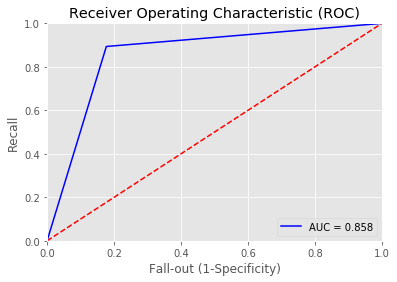 Receiver Operating Characteristic (ROC)
1.0
0.8
0.6
0.4
0.2
0.0
Recall
AUC = 0.858
0.0 0.2 0.4 0.6 0.8 1.0
Fall-out (1-Specificity)